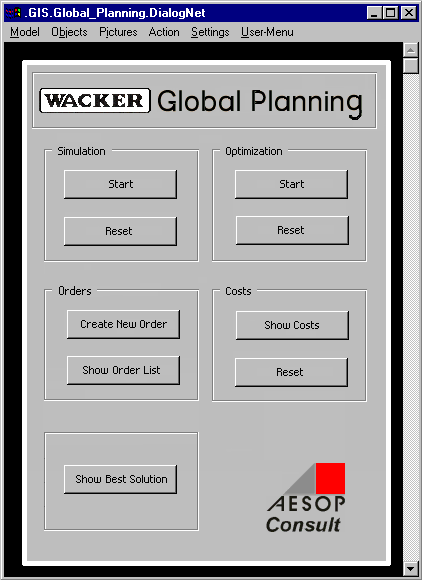 .GIS.Global_Planning.DialogNet
Model Objects Pictures Action Settings User-Menu
WACKER Global Planning
Simulation
Start
Reset
Optimization
Start
Reset
Orders
Create New Order
Show Order List
Costs
Show Costs
Reset
Show Best Solution
AESOP
Consult